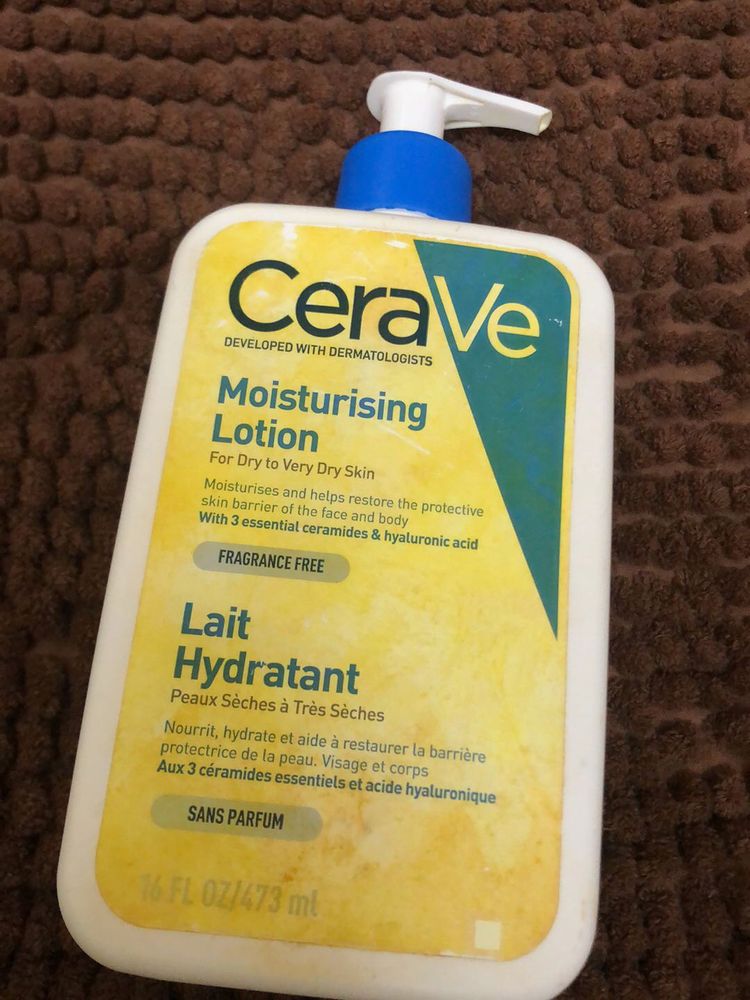 CeraVe
DEVELOPED WITH DERMATOLOGISTS
Moisturising
Lotion
For Dry to Very Dry Skin
Moisturises and helps restore the protective
skin barrier of the face and body
With 3 essential ceramides & hyaluronic acid
FRAGRANCE FREE
Lait
Hydratant
Peaux Sèches à Très Sèches
Nourrit, hydrate et aide à restaurer la barrière
protectrice de la peau. Visage et corps
Aux 3 céramides essentiels et acide hyaluronique
SANS PARFUM
16 FL OZ/473 ml